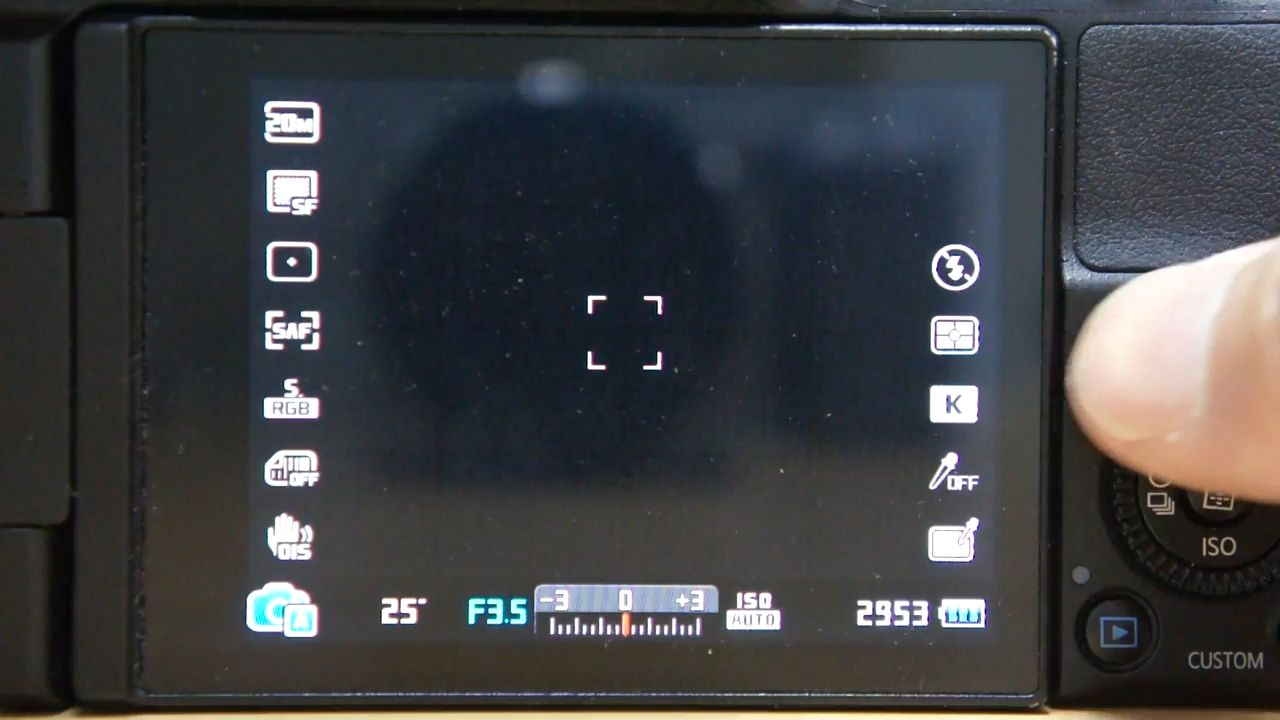 20M
SF
SAF
S.
RGB
OFF
OIS
K
OFF
A
25"
F3.5
-3 0 +3
ISO
AUTO
2953
ISO
CUSTOM